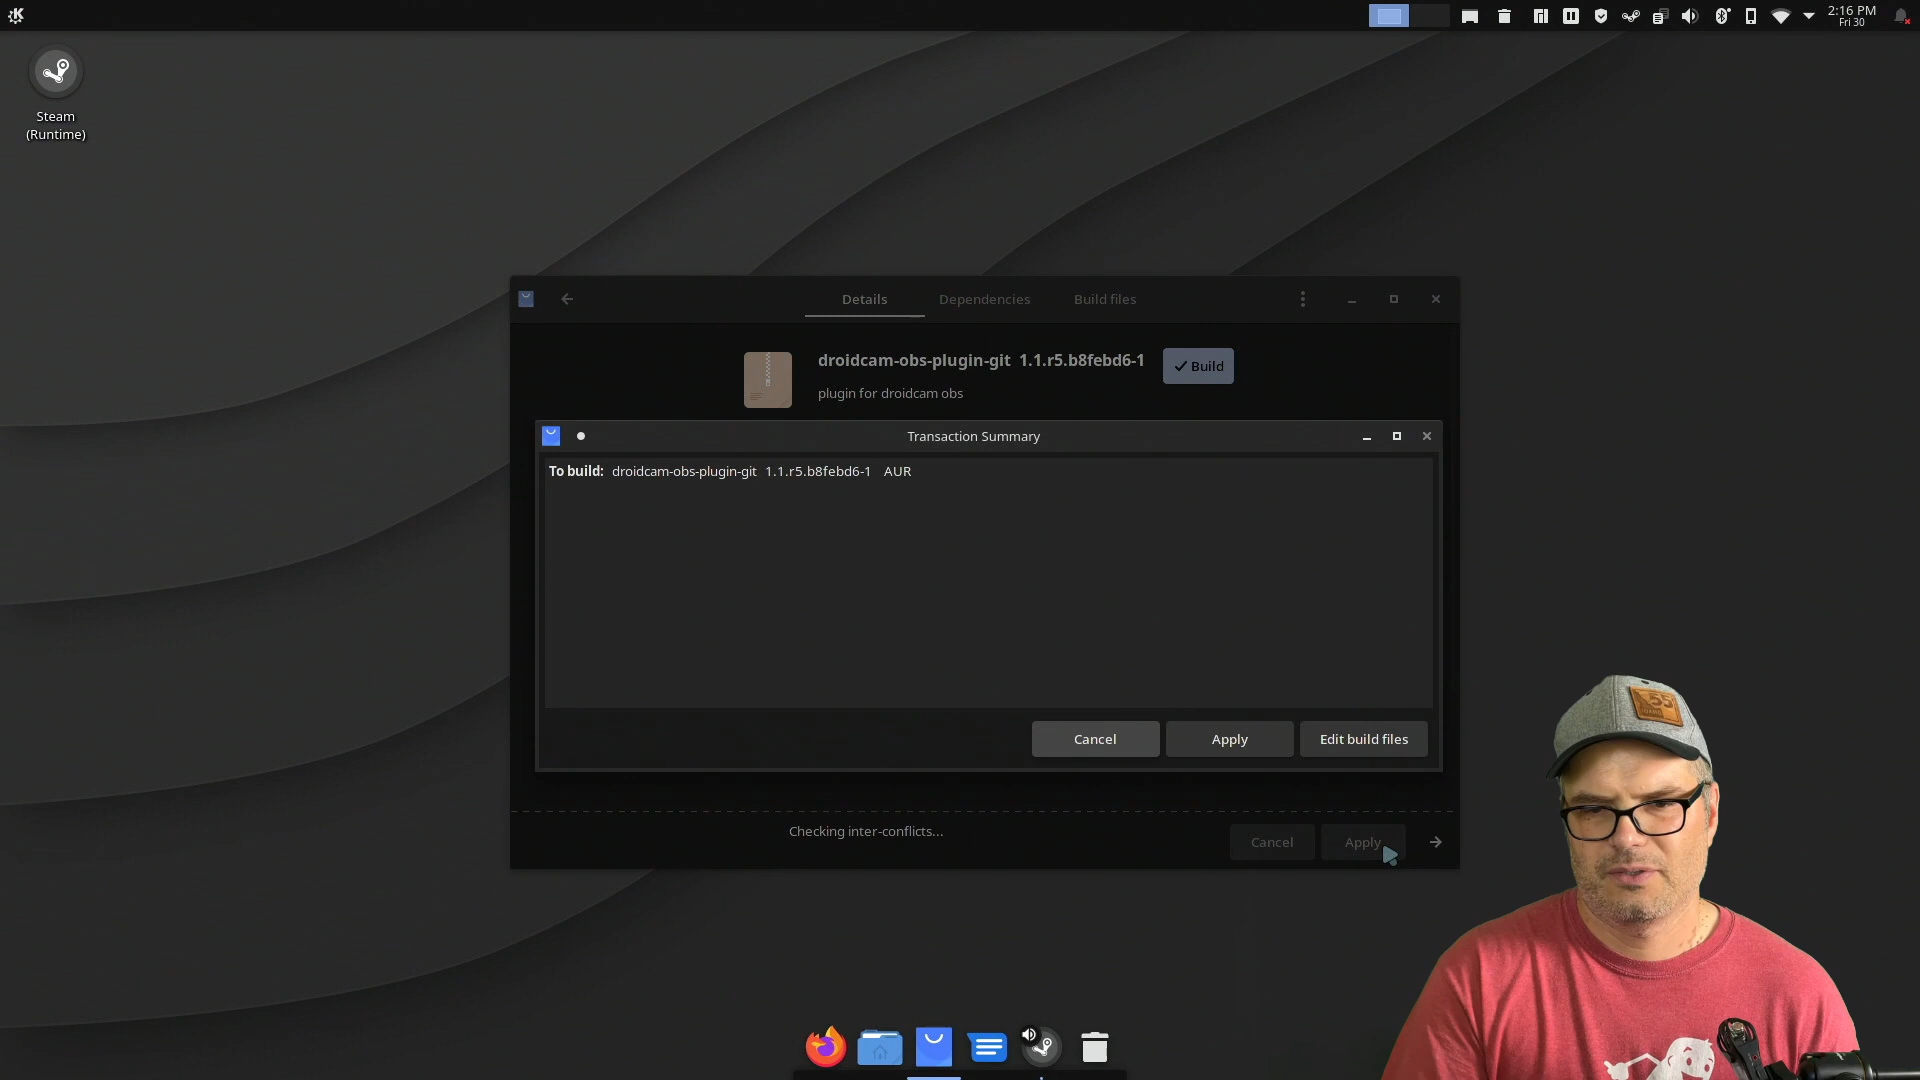 2:16 PM
Fri 30
Steam
(Runtime)
Details
Dependencies
Build files
droidcam-obs-plugin-git 1.1.r5.b8febd6-1
Build
plugin for droidcam obs
Transaction Summary
To build: droidcam-obs-plugin-git 1.1.r5.b8febd6-1 AUR
Cancel
Apply
Edit build files
Checking inter-conflicts...
Cancel
Apply
55